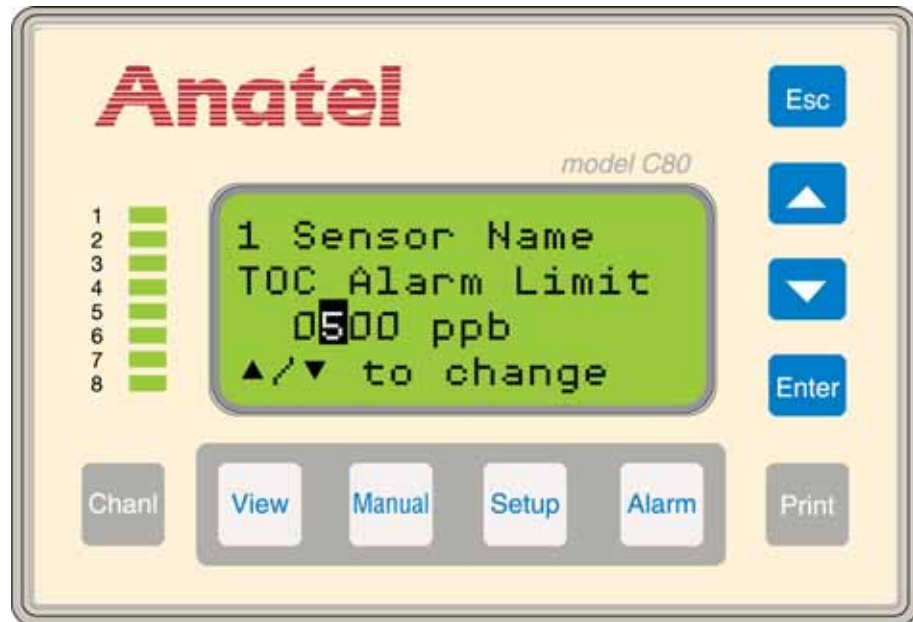 Anatel
model C80
Esc
1
2
3
4
5
6
7
8
1 Sensor Name
TOC Alarm Limit
0500 ppb
▲/▼ to change
Enter
Chanl
View
Manual
Setup
Alarm
Print